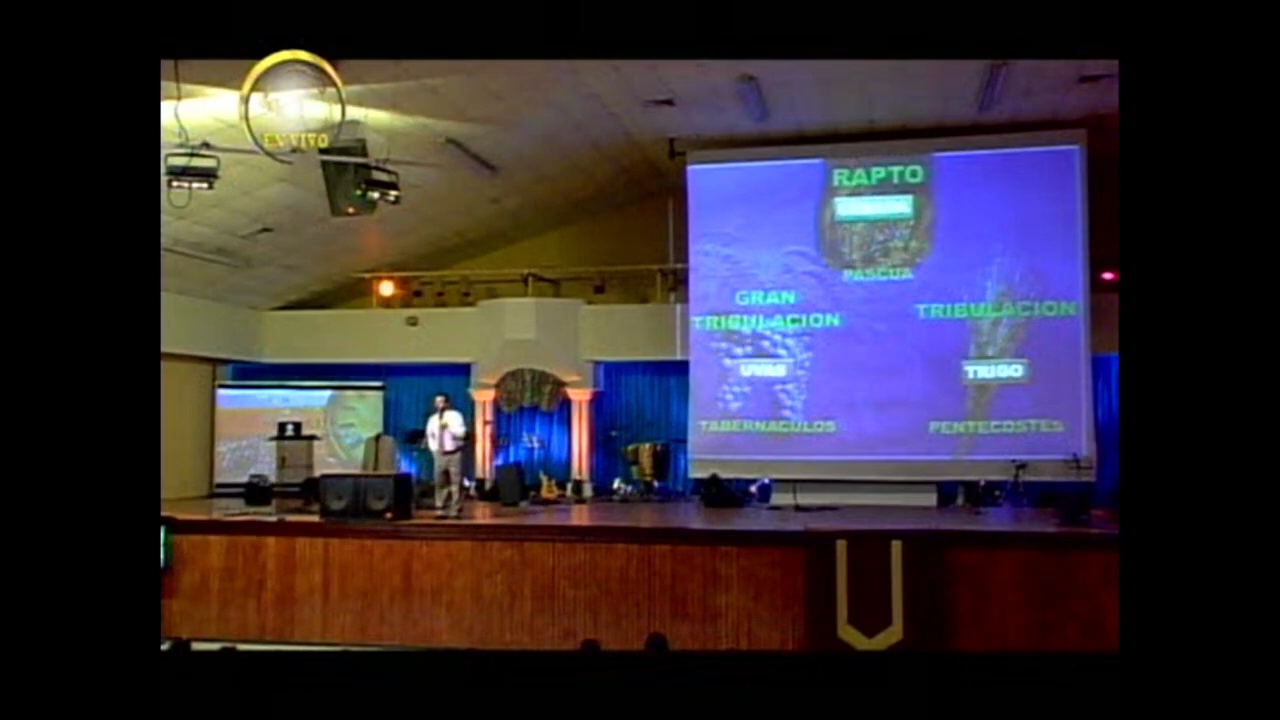 EN VIVO
RAPTO
PASCUA
GRAN
TRIBULACION
TRIBULACION
UVAS
TRIGO
TABERNACULOS
PENTECOSTES